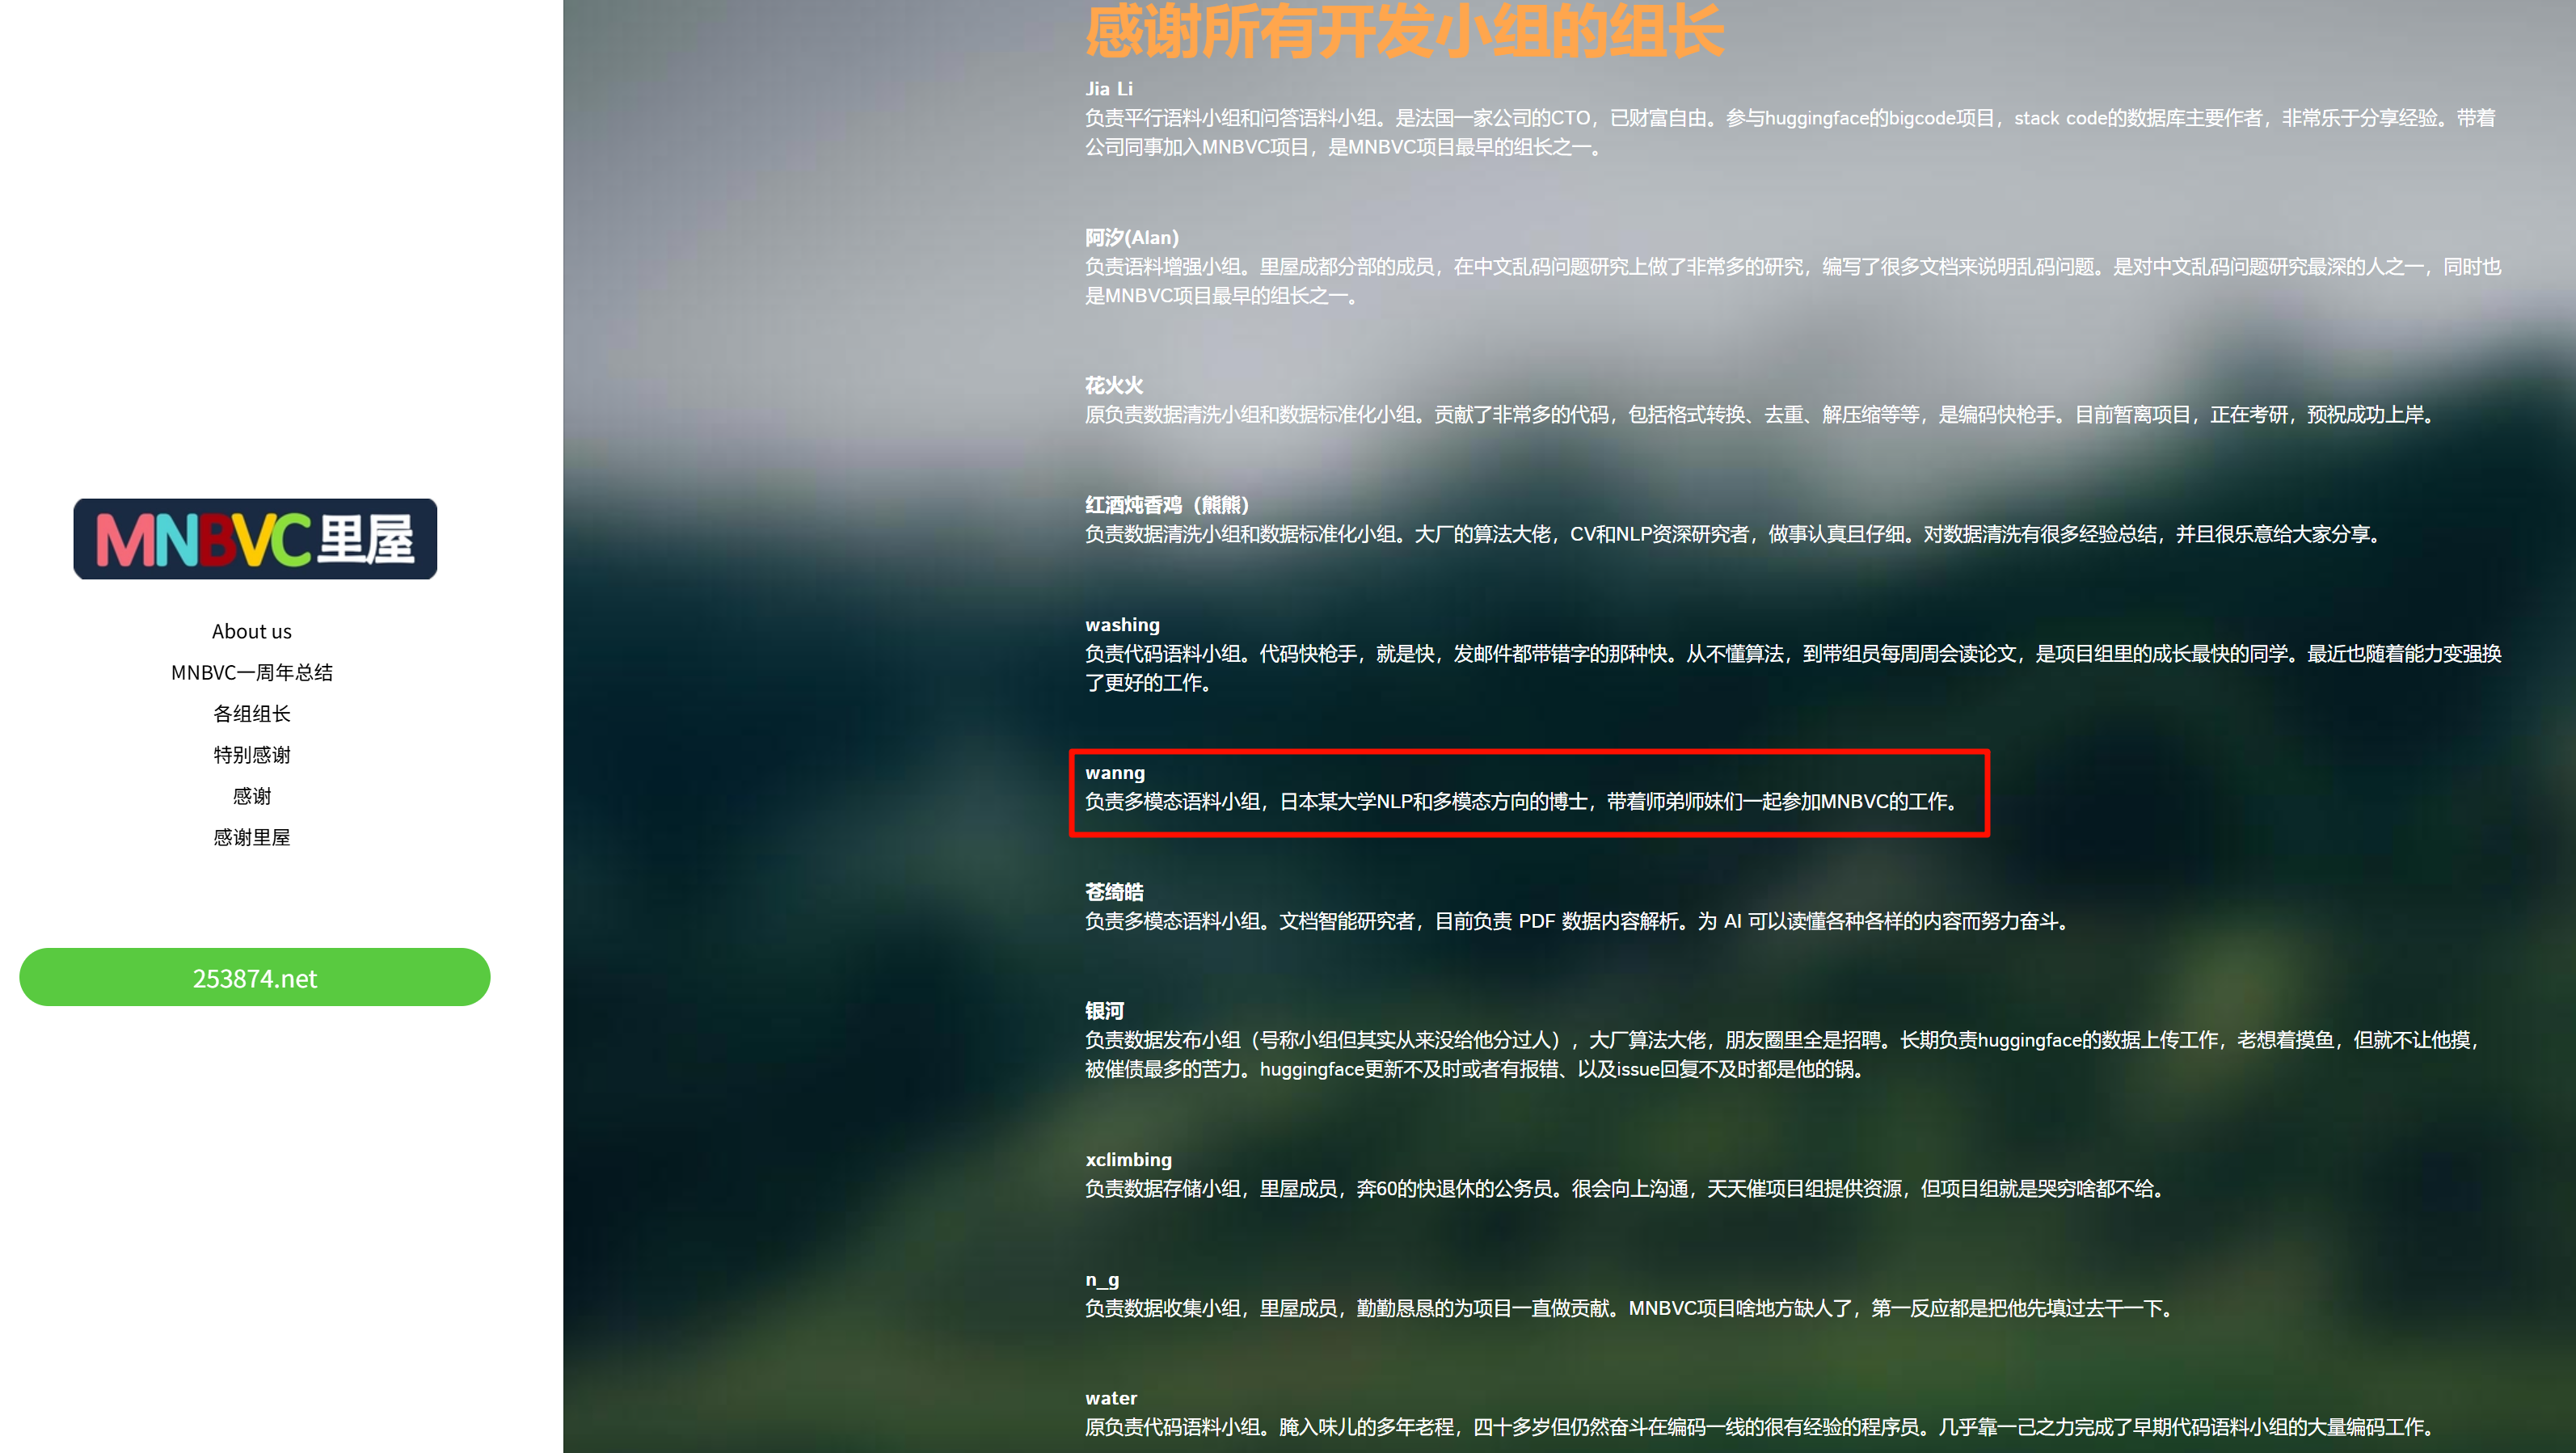 MNBVC里屋
About us
MNBVC一周年总结
各组组长
特别感谢
感谢
感谢里屋
253874.net
感谢所有开发小组的组长
Jia Li
负责平行语料小组和问答语料小组。是法国一家公司的CTO，已财富自由。参与huggingface的bigcode项目，stack code的数据库主要作者，非常乐于分享经验。带着
公司同事加入MNBVC项目，是MNBVC项目最早的组长之一。
阿汐(Alan)
负责语料增强小组。里屋成都分部的成员，在中文乱码问题研究上做了非常多的研究，编写了很多文档来说明乱码问题。是对中文乱码问题研究最深的人之一，同时也
是MNBVC项目最早的组长之一。
花火火
原负责数据清洗小组和数据标准化小组。贡献了非常多的代码，包括格式转换、去重、解压缩等等，是编码快枪手。目前暂离项目，正在考研，预祝成功上岸。
红酒炖香鸡（熊熊）
负责数据清洗小组和数据标准化小组。大厂的算法大佬，CV和NLP资深研究者，做事认真且仔细。对数据清洗有很多经验总结，并且很乐意给大家分享。
washing
负责代码语料小组。代码快枪手，就是快，发邮件都带错字的那种快。从不懂算法，到带组员每周周会读论文，是项目组里的成长最快的同学。最近也随着能力变强换
了更好的工作。
wanng
负责多模态语料小组，日本某大学NLP和多模态方向的博士，带着师弟师妹们一起参加MNBVC的工作。
苍绮皓
负责多模态语料小组。文档智能研究者，目前负责 PDF 数据内容解析。为 AI 可以读懂各种各样的内容而努力奋斗。
银河
负责数据发布小组（号称小组但其实从来没给他分过人），大厂算法大佬，朋友圈里全是招聘。长期负责huggingface的数据上传工作，老想着摸鱼，但就不让他摸，
被催债最多的苦力。huggingface更新不及时或者有报错、以及issue回复不及时都是他的锅。
xclimbing
负责数据存储小组，里屋成员，奔60的快退休的公务员。很会向上沟通，天天催项目组提供资源，但项目组就是哭穷啥都不给。
n_g
负责数据收集小组，里屋成员，勤勤恳恳的为项目一直做贡献。MNBVC项目啥地方缺人了，第一反应都是把他先填过去干一下。
water
原负责代码语料小组。腌入味儿的多年老程，四十多岁但仍然奋斗在编码一线的很有经验的程序员。几乎靠一己之力完成了早期代码语料小组的大量编码工作。